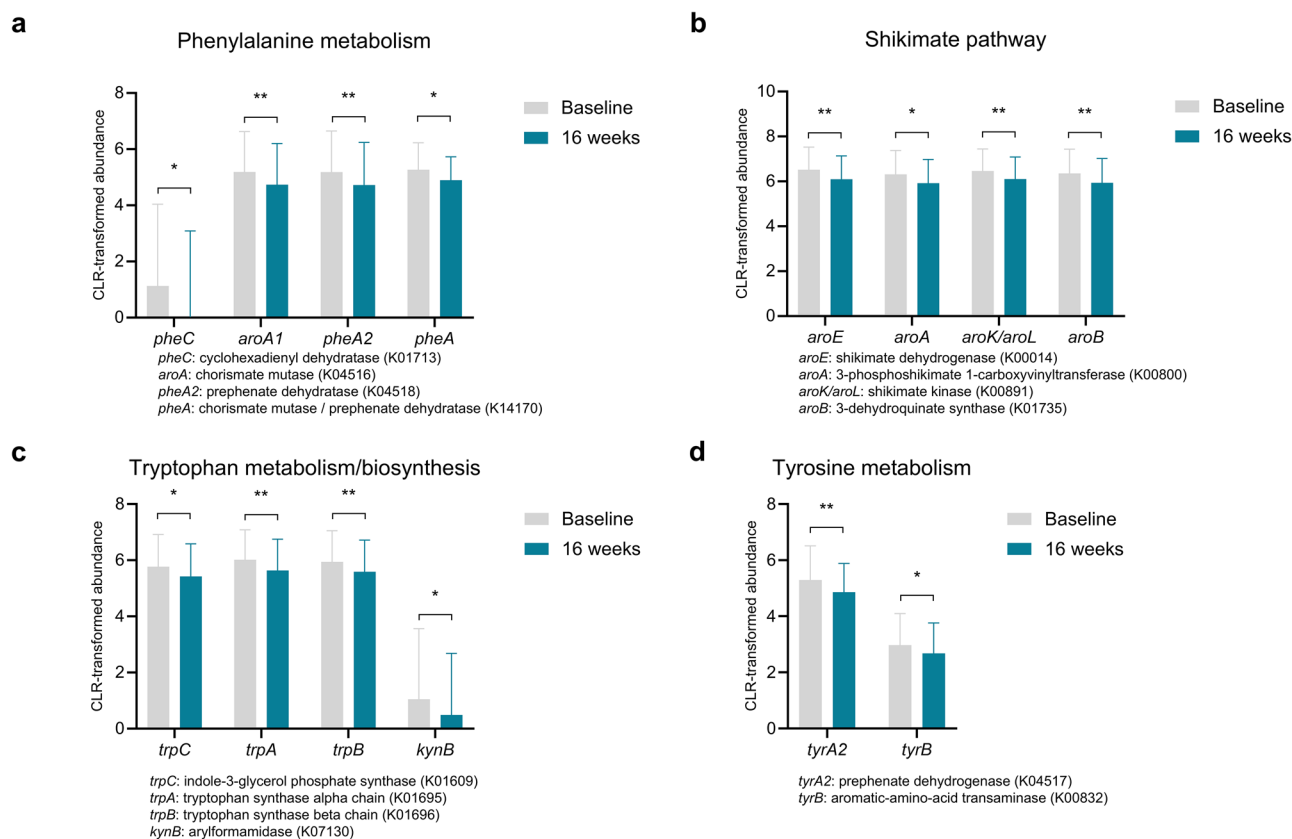 a
Phenylalanine metabolism
CLR-transformed abundance
8
6
4
2
0
*
**
**
*
Baseline
16 weeks
pheC
aroA1
pheA2
pheA
pheC: cyclohexadienyl dehydratase (K01713)
aroA: chorismate mutase (K04516)
pheA2: prephenate dehydratase (K04518)
pheA: chorismate mutase / prephenate dehydratase (K14170)
b
Shikimate pathway
CLR-transformed abundance
10
8
6
4
2
0
**
*
**
**
Baseline
16 weeks
aroE
aroA
aroK/aroL
aroB
aroE: shikimate dehydrogenase (K00014)
aroA: 3-phosphoshikimate 1-carboxyvinyltransferase (K00800)
aroK/aroL: shikimate kinase (K00891)
aroB: 3-dehydroquinate synthase (K01735)
c
Tryptophan metabolism/biosynthesis
CLR-transformed abundance
8
6
4
2
0
*
**
**
*
Baseline
16 weeks
trpC
trpA
trpB
kynB
trpC: indole-3-glycerol phosphate synthase (K01609)
trpA: tryptophan synthase alpha chain (K01695)
trpB: tryptophan synthase beta chain (K01696)
kynB: arylformamidase (K07130)
d
Tyrosine metabolism
CLR-transformed abundance
8
6
4
2
0
**
*
Baseline
16 weeks
tyrA2
tyrB
tyrA2: prephenate dehydrogenase (K04517)
tyrB: aromatic-amino-acid transaminase (K00832)